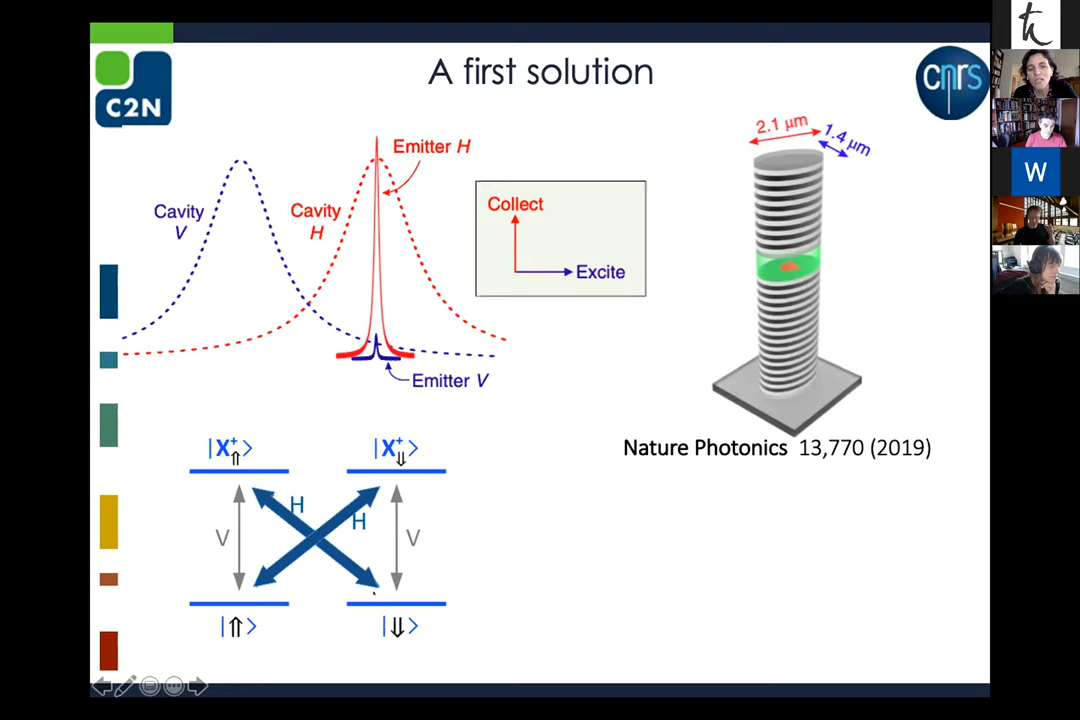 A first solution
C2N
cnrs
2.1 µm
1.4 µm
Emitter H
Cavity
V
Cavity
H
Collect
Excite
Emitter V
|X⁺⇑⟩
|X⁺⇓⟩
H
H
V
V
|⇑⟩
|⇓⟩
Nature Photonics 13,770 (2019)
W